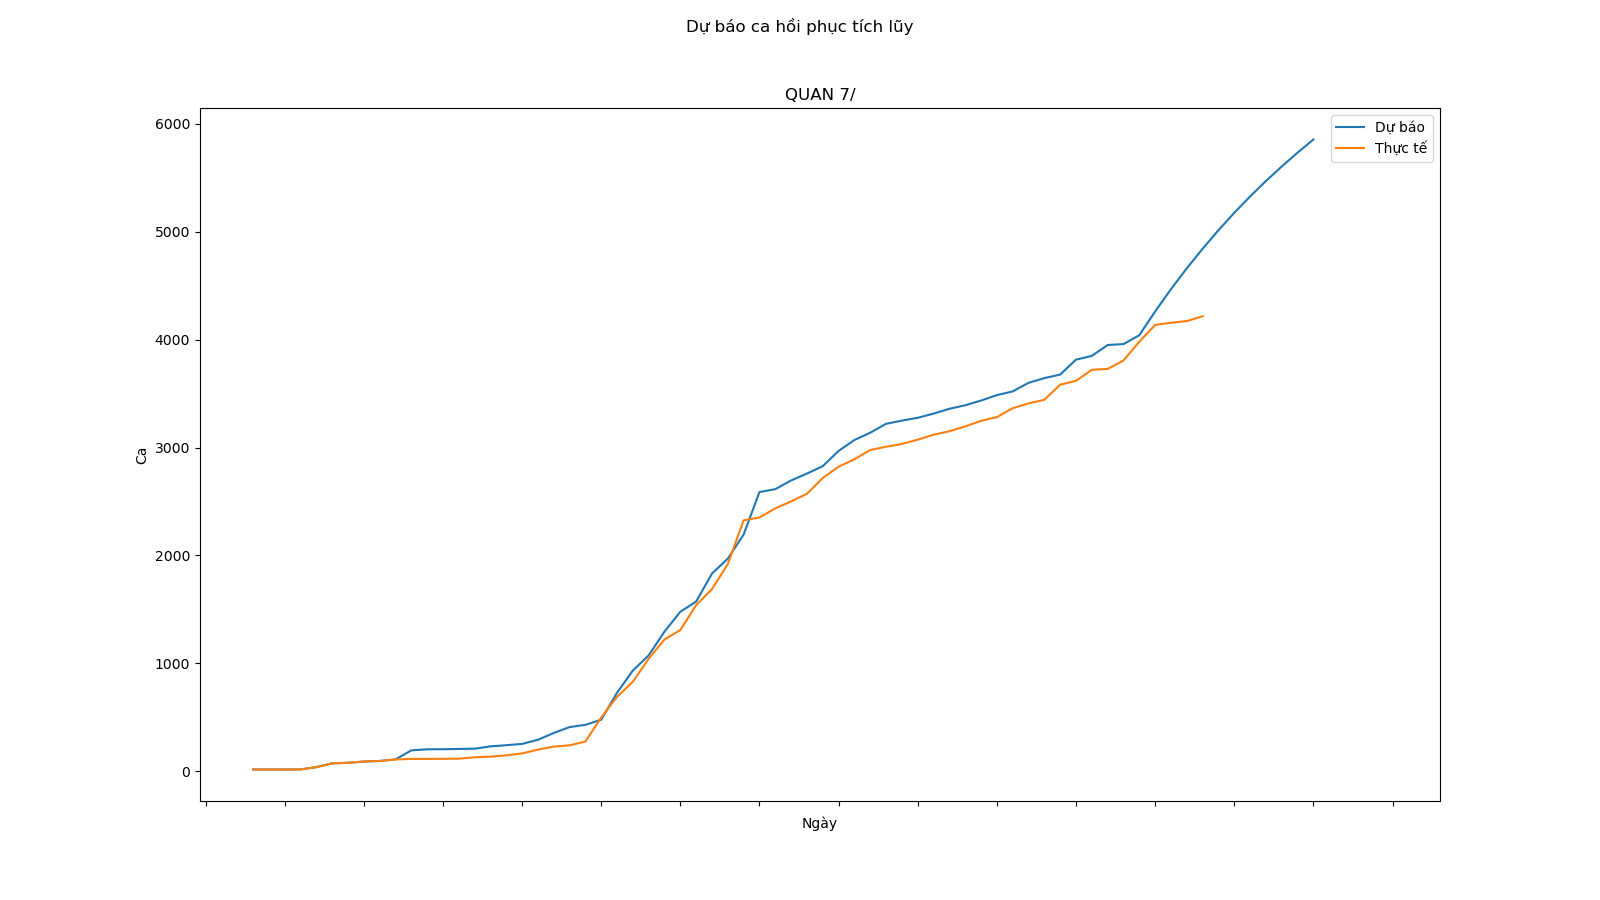 Dự báo ca hồi phục tích lũy
QUAN 7/
6000
5000
4000
3000
2000
1000
0
Ca
Ngày
Dự báo
Thực tế